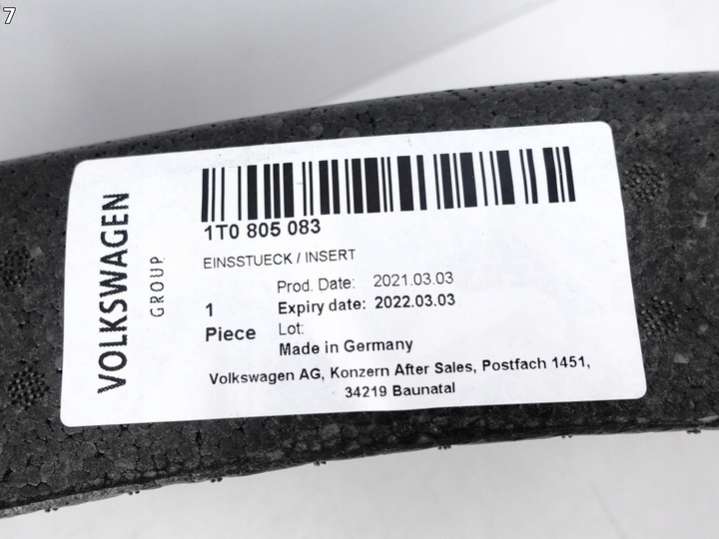 7
VOLKSWAGEN
GROUP
1T0 805 083
EINSSTUECK / INSERT
Prod. Date: 2021.03.03
1 Expiry date: 2022.03.03
Piece Lot:
Made in Germany
Volkswagen AG, Konzern After Sales, Postfach 1451,
34219 Baunatal